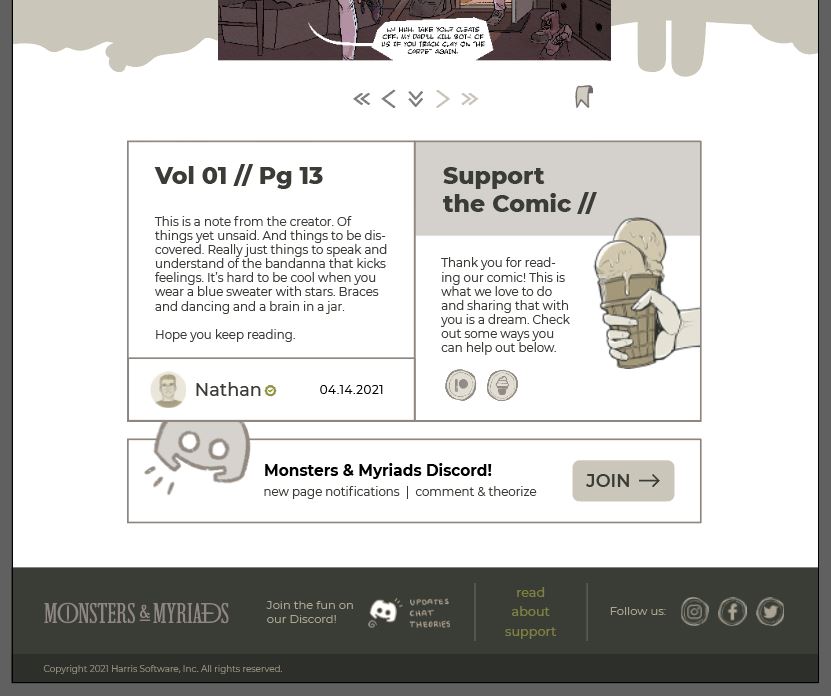 UH HUH. TAKE YOUR CLEATS
OFF. MY DAD'LL KILL BOTH OF
US IF YOU TRACK CLAY ON THE
CARPET AGAIN.
Vol 01 // Pg 13
This is a note from the creator. Of
things yet unsaid. And things to be dis-
covered. Really just things to speak and
understand of the bandanna that kicks
feelings. It's hard to be cool when you
wear a blue sweater with stars. Braces
and dancing and a brain in a jar.
Hope you keep reading.
Nathan
04.14.2021
Support
the Comic //
Thank you for read-
ing our comic! This is
what we love to do
and sharing that with
you is a dream. Check
out some ways you
can help out below.
Monsters & Myriads Discord!
new page notifications | comment & theorize
JOIN
MONSTERS & MYRIADS
Join the fun on
our Discord!
UPDATES
CHAT
THEORIES
read
about
support
Follow us:
Copyright 2021 Harris Software, Inc. All rights reserved.